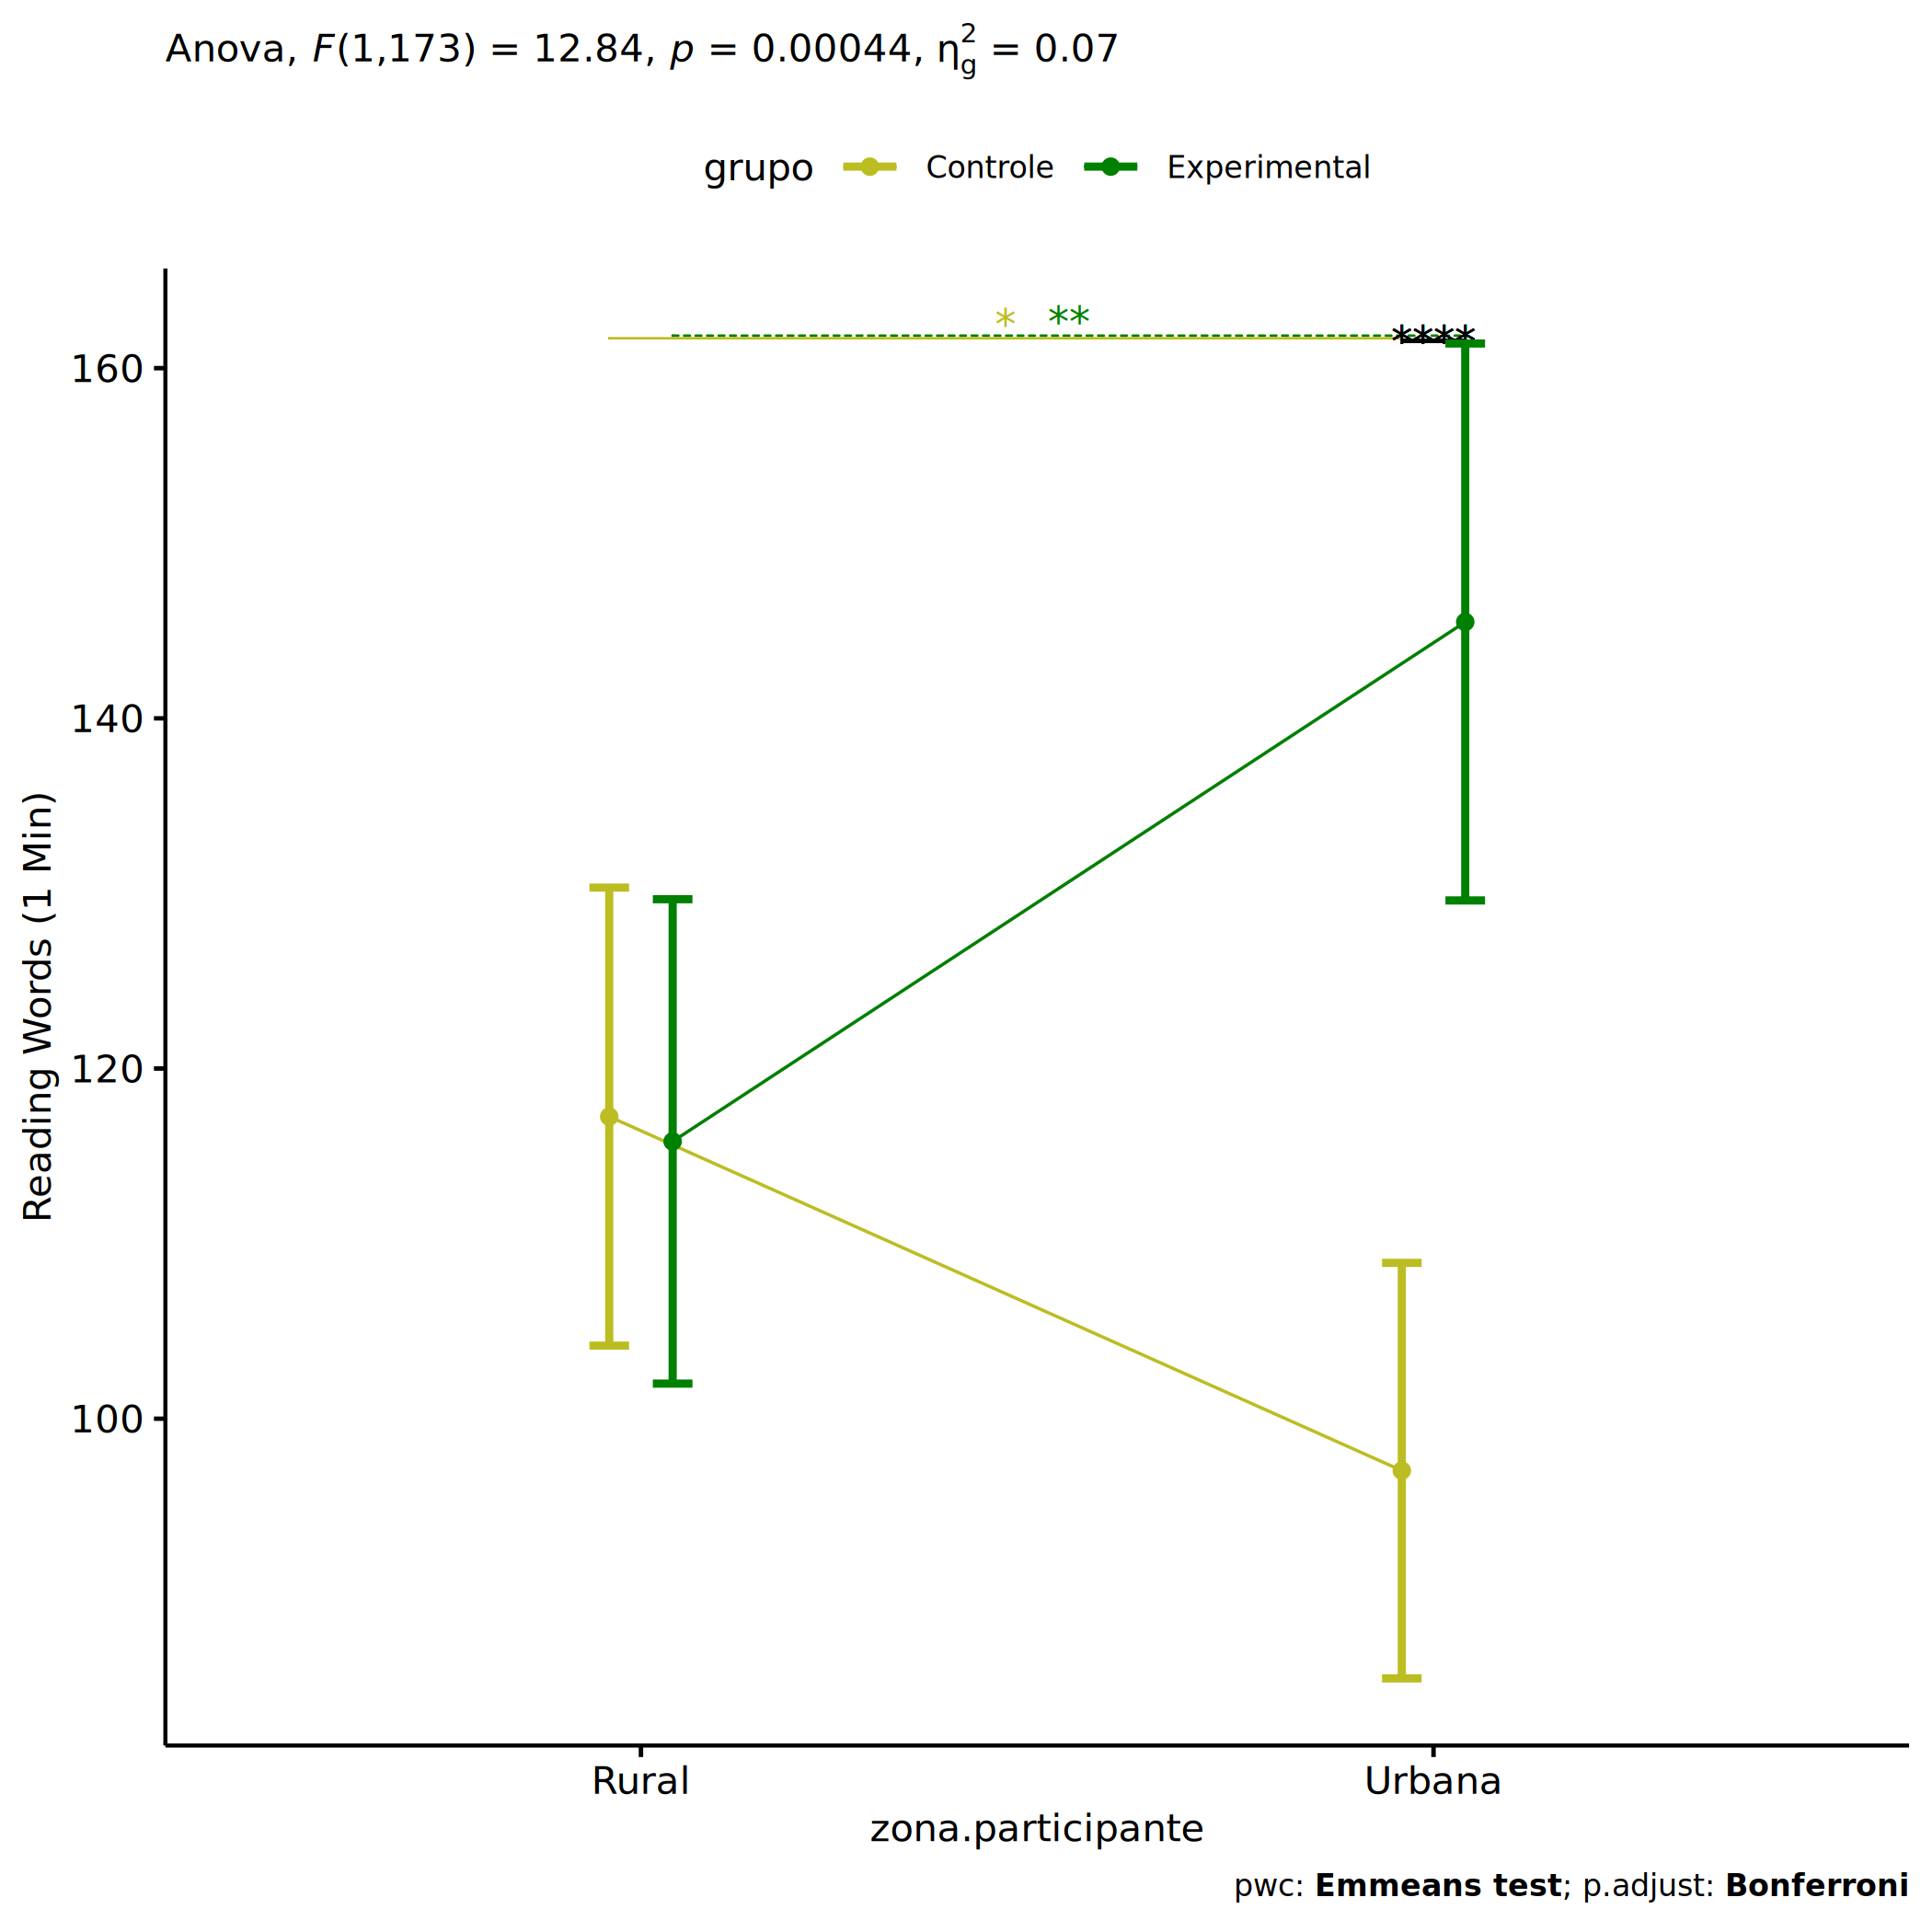 Anova, F(1,173) = 12.84, p = 0.00044, η²g = 0.07
grupo Controle Experimental
* **
****
160
140
120
100
Reading Words (1 Min)
Rural Urbana
zona.participante
pwc: Emmeans test; p.adjust: Bonferroni